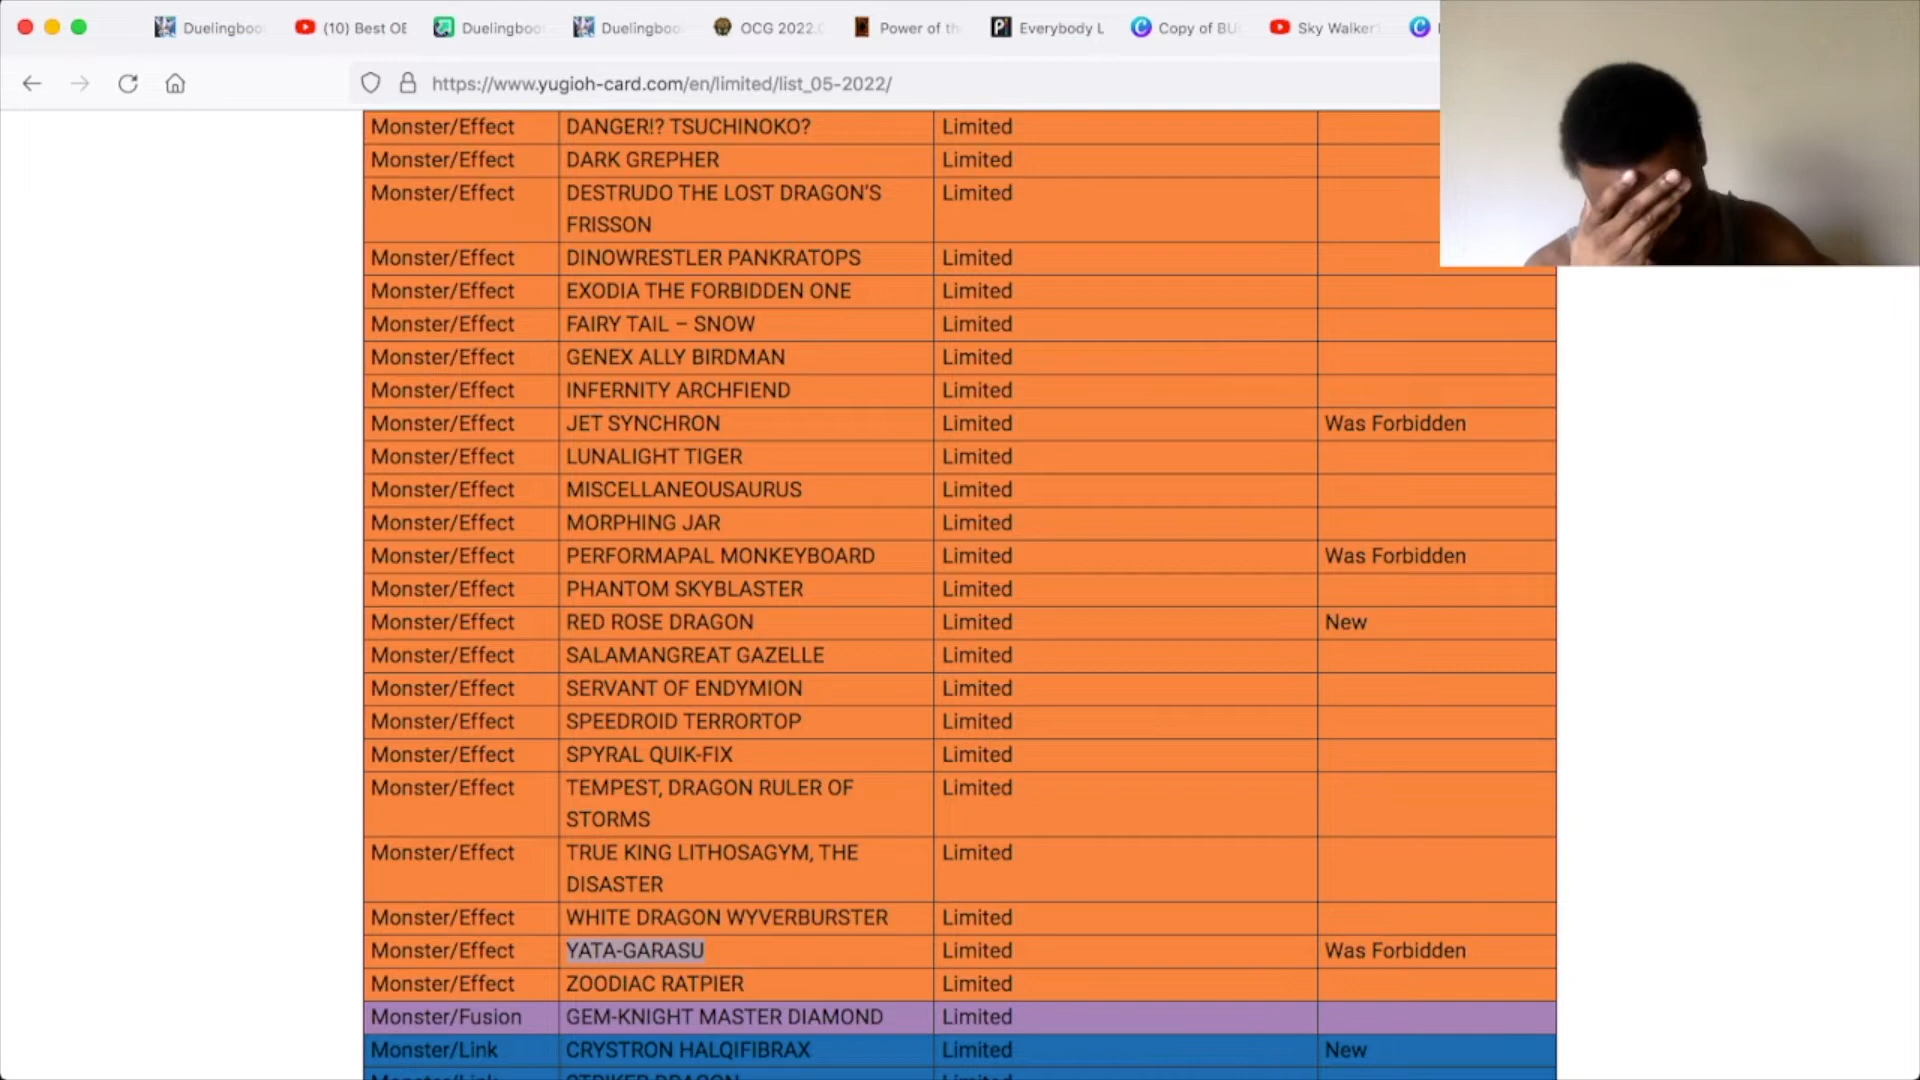 Duelingboo
(10) Best OE
Duelingboo
Duelingboo
OCG 2022.
Power of th
Everybody L
Copy of BU
Sky Walker
https://www.yugioh-card.com/en/limited/list_05-2022/
Monster/Effect DANGER!? TSUCHINOKO? Limited
Monster/Effect DARK GREPHER Limited
Monster/Effect DESTRUDO THE LOST DRAGON'S Limited
FRISSON
Monster/Effect DINOWRESTLER PANKRATOPS Limited
Monster/Effect EXODIA THE FORBIDDEN ONE Limited
Monster/Effect FAIRY TAIL – SNOW Limited
Monster/Effect GENEX ALLY BIRDMAN Limited
Monster/Effect INFERNITY ARCHFIEND Limited
Monster/Effect JET SYNCHRON Limited Was Forbidden
Monster/Effect LUNALIGHT TIGER Limited
Monster/Effect MISCELLANEOUSAURUS Limited
Monster/Effect MORPHING JAR Limited
Monster/Effect PERFORMAPAL MONKEYBOARD Limited Was Forbidden
Monster/Effect PHANTOM SKYBLASTER Limited
Monster/Effect RED ROSE DRAGON Limited New
Monster/Effect SALAMANGREAT GAZELLE Limited
Monster/Effect SERVANT OF ENDYMION Limited
Monster/Effect SPEEDROID TERRORTOP Limited
Monster/Effect SPYRAL QUIK-FIX Limited
Monster/Effect TEMPEST, DRAGON RULER OF Limited
STORMS
Monster/Effect TRUE KING LITHOSAGYM, THE Limited
DISASTER
Monster/Effect WHITE DRAGON WYVERBURSTER Limited
Monster/Effect YATA-GARASU Limited Was Forbidden
Monster/Effect ZOODIAC RATPIER Limited
Monster/Fusion GEM-KNIGHT MASTER DIAMOND Limited
Monster/Link CRYSTRON HALQIFIBRAX Limited New
Monster/Link STRIKER DRAGON Limited